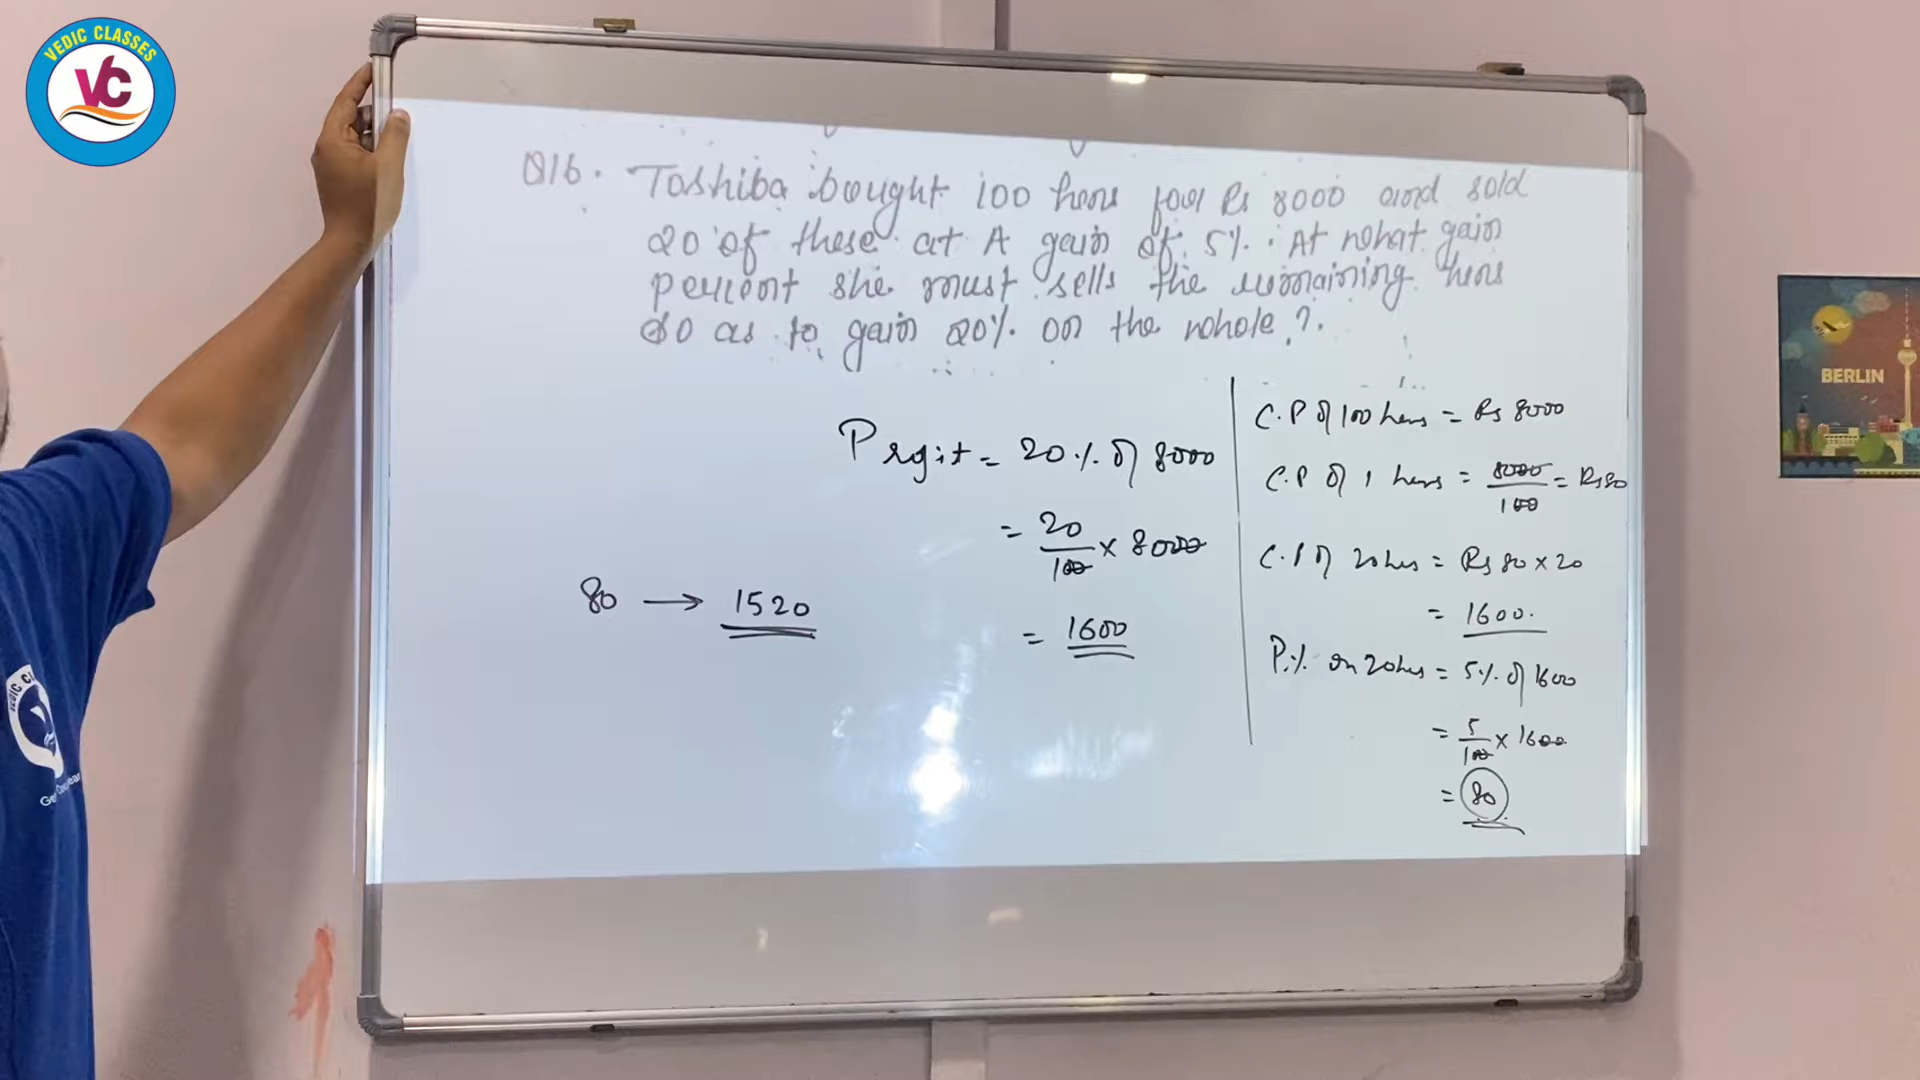 VEDIC CLASSES
VC
Q16. Toshiba bought 100 hens for Rs 8000 and sold
20 of these at A gain of 5%. At what gain
percent she must sells the remaining hens
so as to gain 20% on the whole?.
Profit = 20% of 8000
= 20/100 × 8000
= 1600
80 → 1520
C.P of 100 hens = Rs 8000
C.P of 1 hens = 8000/100 = Rs 80
C.P of 20 hens = Rs 80 × 20
= 1600.
P.% on 20 hens = 5% of 1600
= 5/100 × 1600
= 80
BERLIN